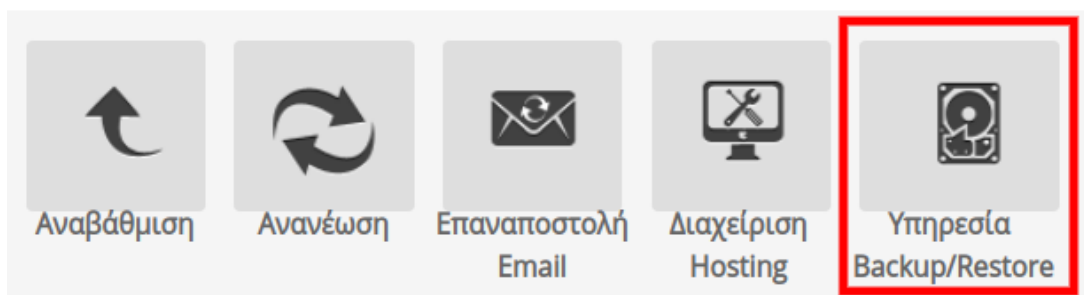 Αναβάθμιση
Ανανέωση
Επαναποστολή
Email
Διαχείριση
Hosting
Υπηρεσία
Backup/Restore